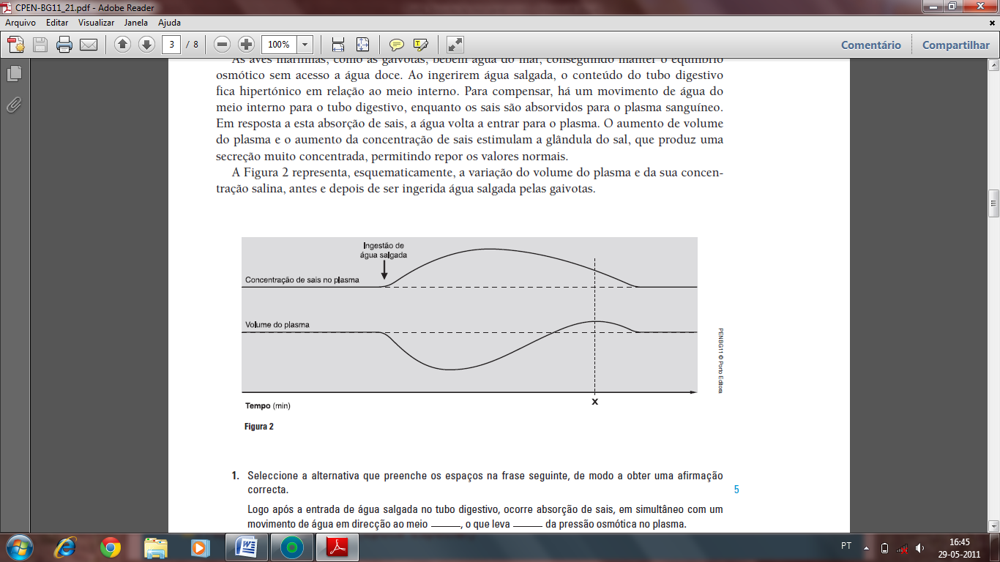 CPEN-BG11_21.pdf - Adobe Reader
Arquivo Editar Visualizar Janela Ajuda
3 / 8 100% Comentário Compartilhar
As aves marinhas, como as gaivotas, bebem água do mar, conseguindo manter o equilíbrio
osmótico sem acesso a água doce. Ao ingerirem água salgada, o conteúdo do tubo digestivo
fica hipertónico em relação ao meio interno. Para compensar, há um movimento de água do
meio interno para o tubo digestivo, enquanto os sais são absorvidos para o plasma sanguíneo.
Em resposta a esta absorção de sais, a água volta a entrar para o plasma. O aumento de volume
do plasma e o aumento da concentração de sais estimulam a glândula do sal, que produz uma
secreção muito concentrada, permitindo repor os valores normais.
A Figura 2 representa, esquematicamente, a variação do volume do plasma e da sua concen-
tração salina, antes e depois de ser ingerida água salgada pelas gaivotas.
Ingestão de
água salgada
Concentração de sais no plasma
Volume do plasma
PENBG11 © Porto Editora
X
Tempo (min)
Figura 2
1. Seleccione a alternativa que preenche os espaços na frase seguinte, de modo a obter uma afirmação
correcta. 5
Logo após a entrada de água salgada no tubo digestivo, ocorre absorção de sais, em simultâneo com um
movimento de água em direcção ao meio _____, o que leva _____ da pressão osmótica no plasma.
PT 16:45
29-05-2011